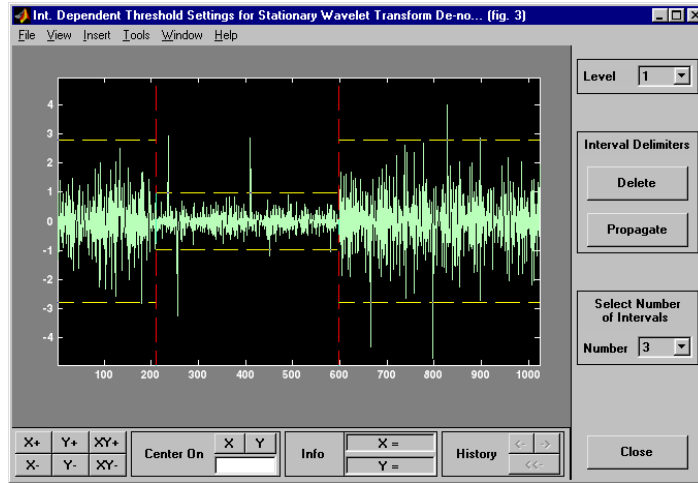 Int. Dependent Threshold Settings for Stationary Wavelet Transform De-no... (fig. 3)
File View Insert Tools Window Help
Level 1
Interval Delimiters
Delete
Propagate
Select Number
of Intervals
Number 3
4
3
2
1
0
-1
-2
-3
-4
100 200 300 400 500 600 700 800 900 1000
X+ Y+ XY+
X- Y- XY-
Center On X Y
Info X =
Y =
History <- ->
<<-
Close